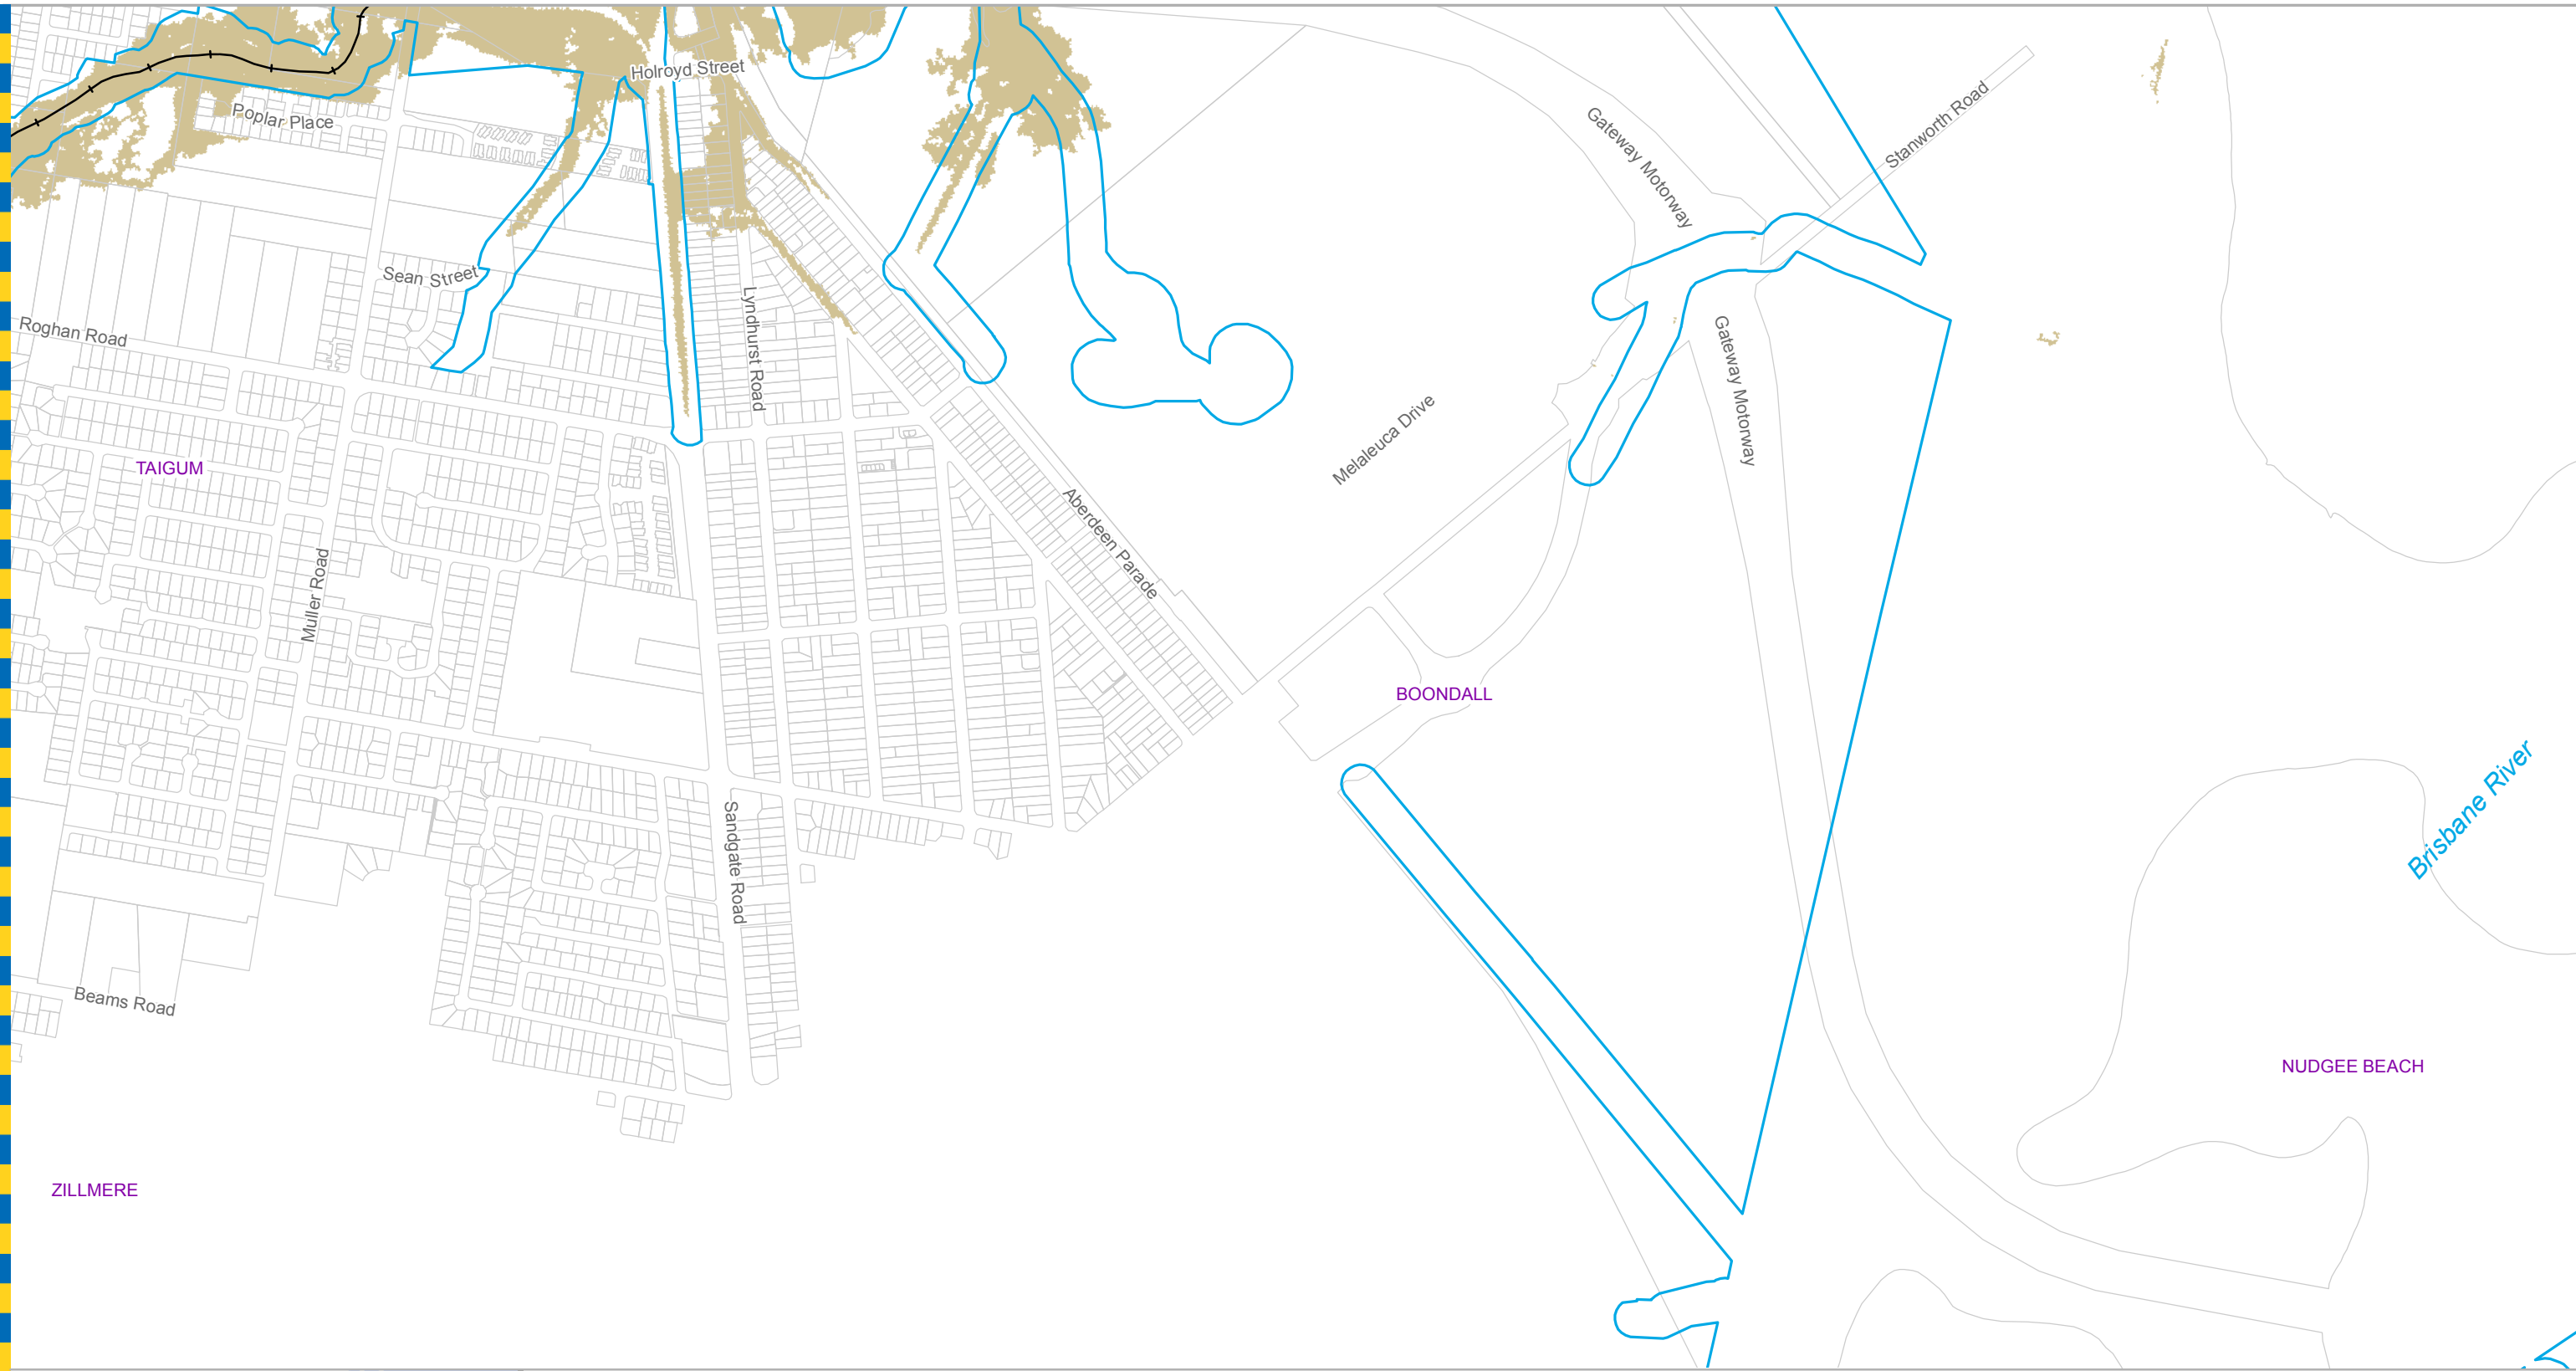 Holroyd Street
Poplar Place
Gateway Motorway
Stanworth Road
Sean Street
Roghan Road
Lyndhurst Road
Gateway Motorway
Melaleuca Drive
TAIGUM
Aberdeen Parade
Muller Road
BOONDALL
Sandgate Road
Brisbane River
Beams Road
NUDGEE BEACH
ZILLMERE